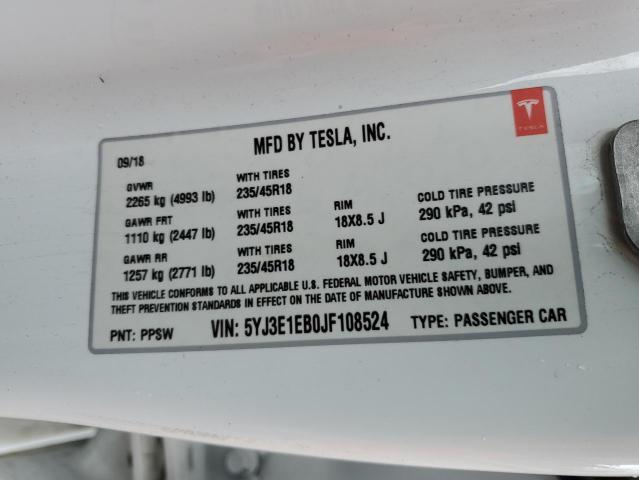 MFD BY TESLA, INC.
TESLA
09/18
GVWR
2265 kg (4993 lb)
WITH TIRES
235/45R18
GAWR FRT
1110 kg (2447 lb)
WITH TIRES
235/45R18
RIM
18X8.5 J
COLD TIRE PRESSURE
290 kPa, 42 psi
GAWR RR
1257 kg (2771 lb)
WITH TIRES
235/45R18
RIM
18X8.5 J
COLD TIRE PRESSURE
290 kPa, 42 psi
THIS VEHICLE CONFORMS TO ALL APPLICABLE U.S. FEDERAL MOTOR VEHICLE SAFETY, BUMPER, AND
THEFT PREVENTION STANDARDS IN EFFECT ON THE DATE OF MANUFACTURE SHOWN ABOVE.
PNT: PPSW VIN: 5YJ3E1EB0JF108524 TYPE: PASSENGER CAR